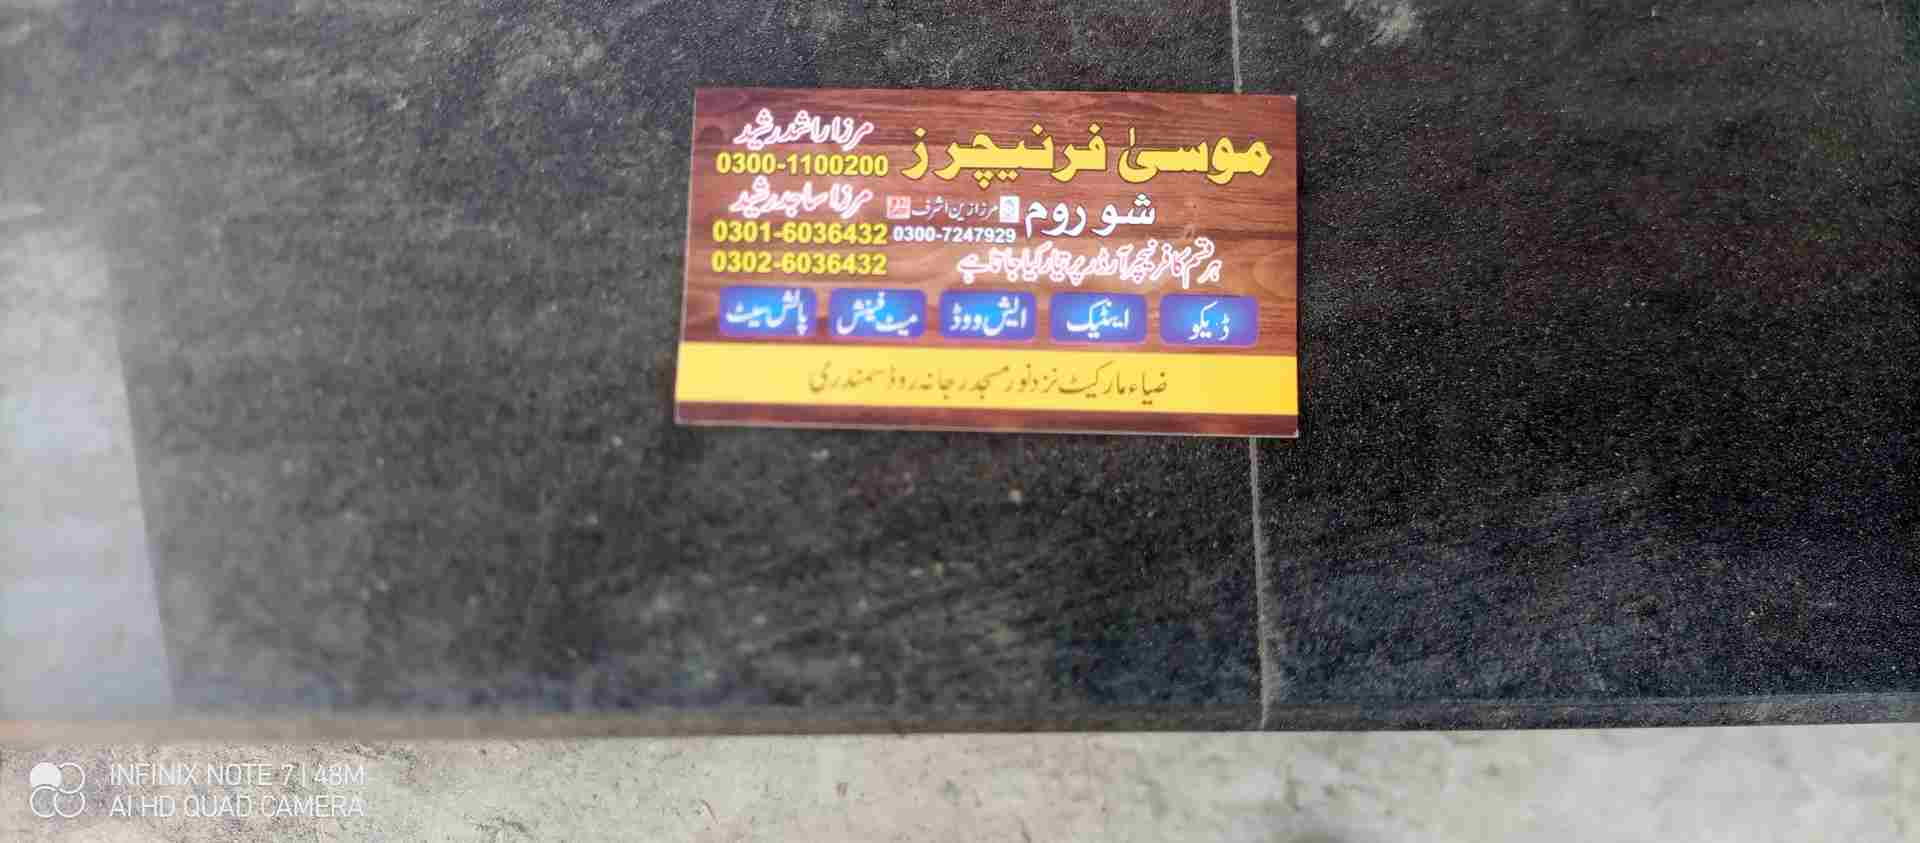 موسیٰ فرنیچرز
شو روم
مرزا زین اشرف
0300-7247929
ہر قسم کا فرنیچر آرڈر پر تیار کیا جاتا ہے
مرزا راشد رشید
0300-1100200
مرزا ساجد رشید
0301-6036432
0302-6036432
ڈیکو اینٹیک ایش ووڈ میٹ فینش پالش سیٹ
ضیاء مارکیٹ نزد نور مسجد رجانہ روڈ سمندری
INFINIX NOTE 7 | 48M
AI HD QUAD CAMERA